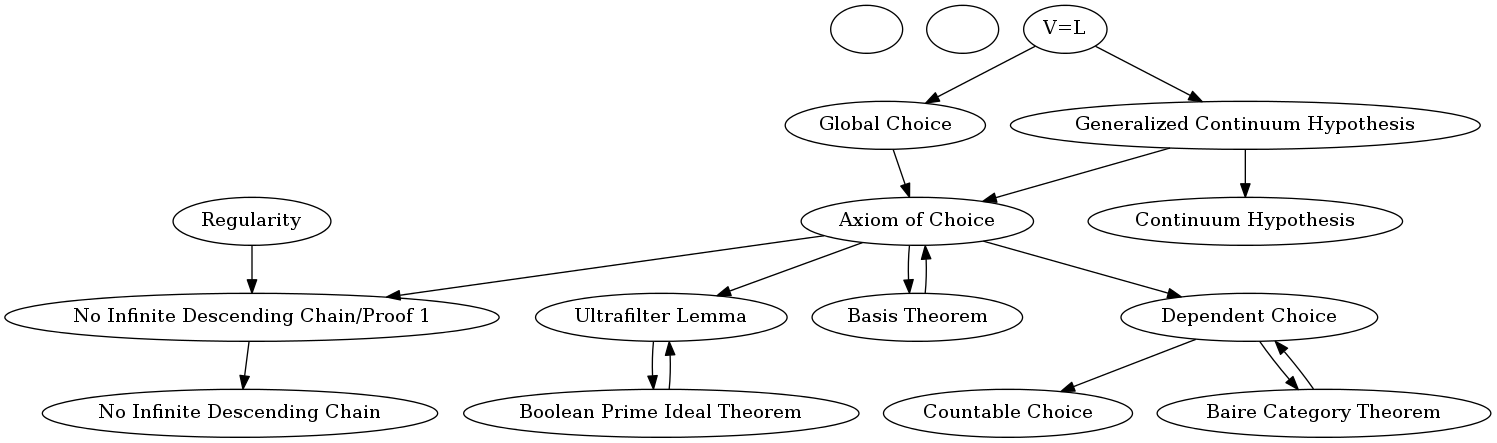 V=L
Global Choice
Generalized Continuum Hypothesis
Regularity
Axiom of Choice
Continuum Hypothesis
No Infinite Descending Chain/Proof 1
Ultrafilter Lemma
Basis Theorem
Dependent Choice
No Infinite Descending Chain
Boolean Prime Ideal Theorem
Countable Choice
Baire Category Theorem